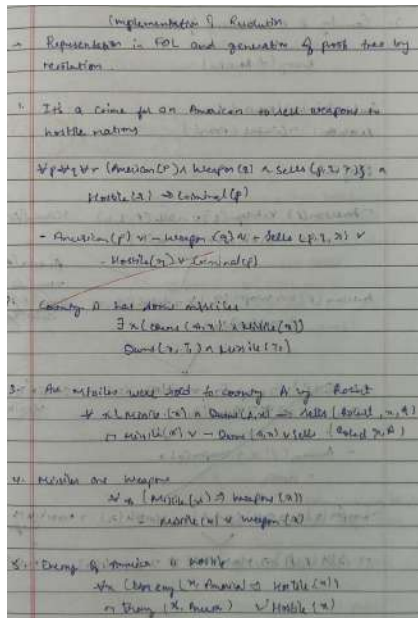 Implementation of Resolution
→ Representation in FOL and generation of proof tree by
resolution.
1. It's a crime for an American to sell weapons to
hostile nations
∀p ∀q ∀r (American(p) ∧ Weapon(q) ∧ Sells(p, q, r) ∧
Hostile(r) → Criminal(p)
¬ American(p) ∨ ¬ Weapon(q) ∨ ¬ Sells(p, q, r) ∨
¬ Hostile(r) ∨ Criminal(p)
Country A has some missiles
∃x (Owns(A, x) ∧ Missile(x))
Missile(T₁)
3. All missiles were sold to country A by Robert
∀x (Missile(x) ∧ Owns(A, x) → Sells(Robert, x, A)
¬ Missile(x) ∨ ¬ Owns(A, x) ∨ Sells(Robert, x, A)
4. Missiles are weapons
∀x (Missile(x) → Weapon(x))
¬ Missile(x) ∨ Weapon(x)
5. Enemy of America is hostile
∀x (Enemy(x, America) → Hostile(x))
¬ Enemy(x, America) ∨ Hostile(x)